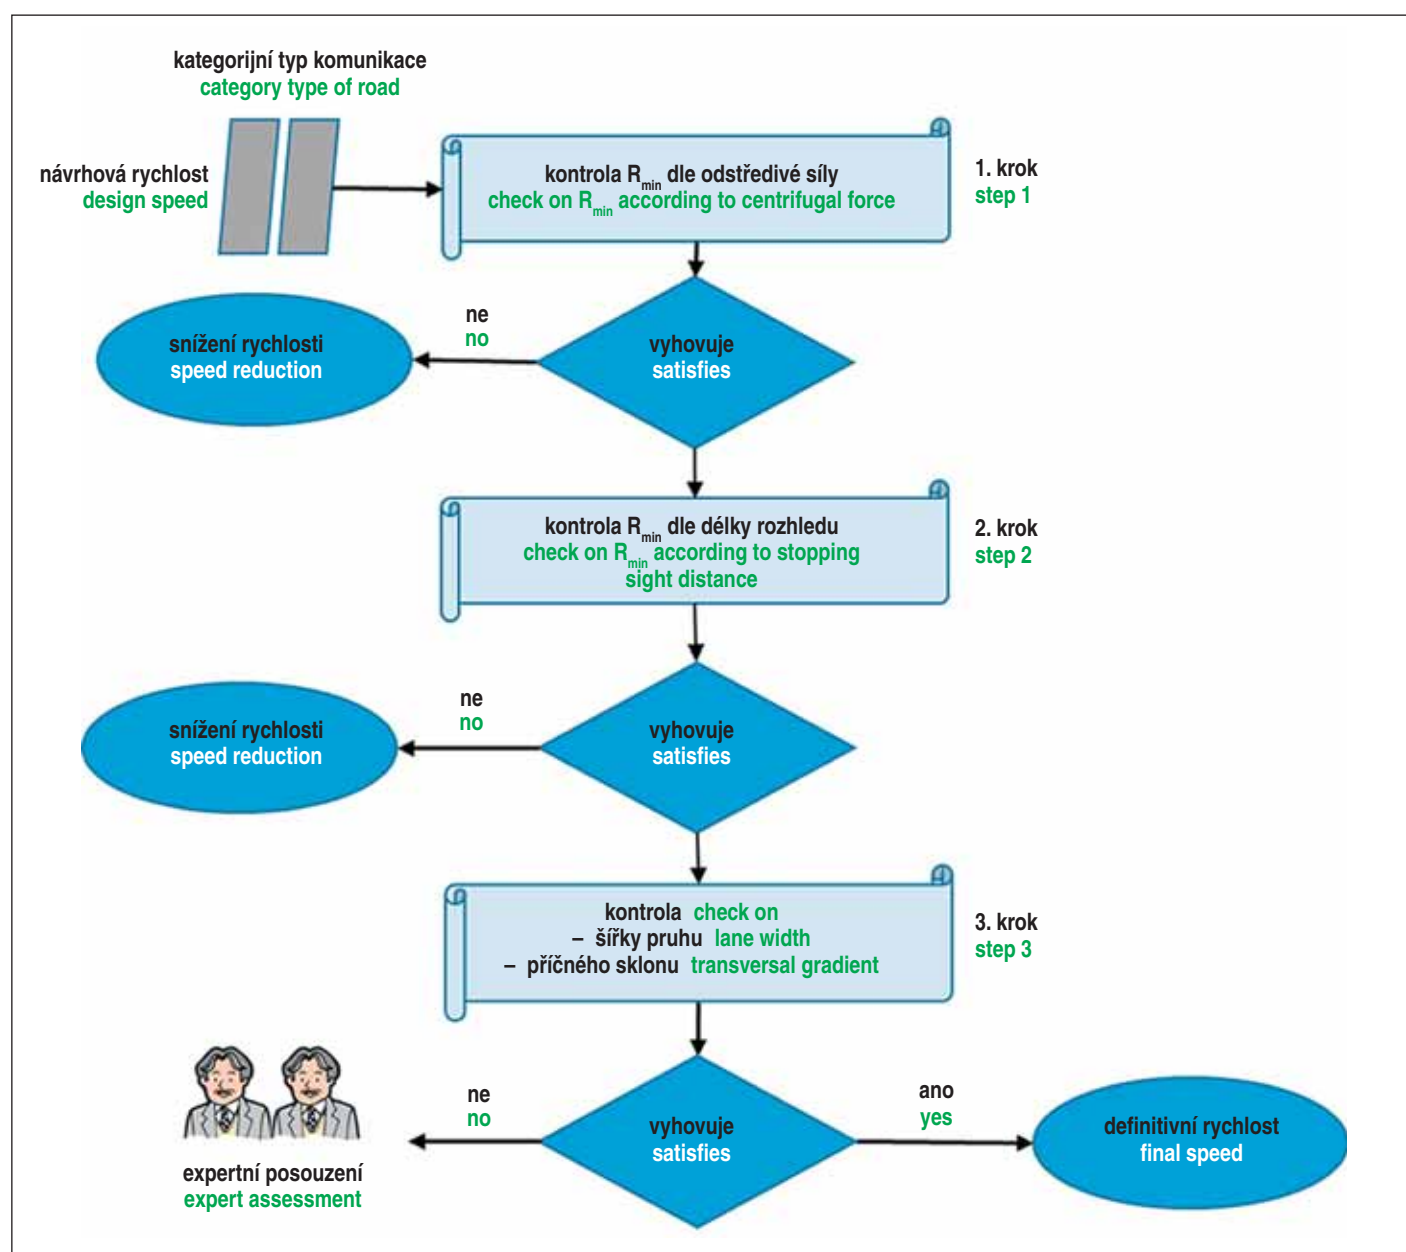 kategorijní typ komunikace
category type of road
návrhová rychlost
design speed
kontrola Rmin dle odstředivé síly
check on Rmin according to centrifugal force
1. krok
step 1
ne
no
snížení rychlosti
speed reduction
vyhovuje
satisfies
kontrola Rmin dle délky rozhledu
check on Rmin according to stopping
sight distance
2. krok
step 2
ne
no
snížení rychlosti
speed reduction
vyhovuje
satisfies
kontrola check on
– šířky pruhu lane width
– příčného sklonu transversal gradient
3. krok
step 3
ne
no
vyhovuje
satisfies
ano
yes
definitivní rychlost
final speed
expertní posouzení
expert assessment